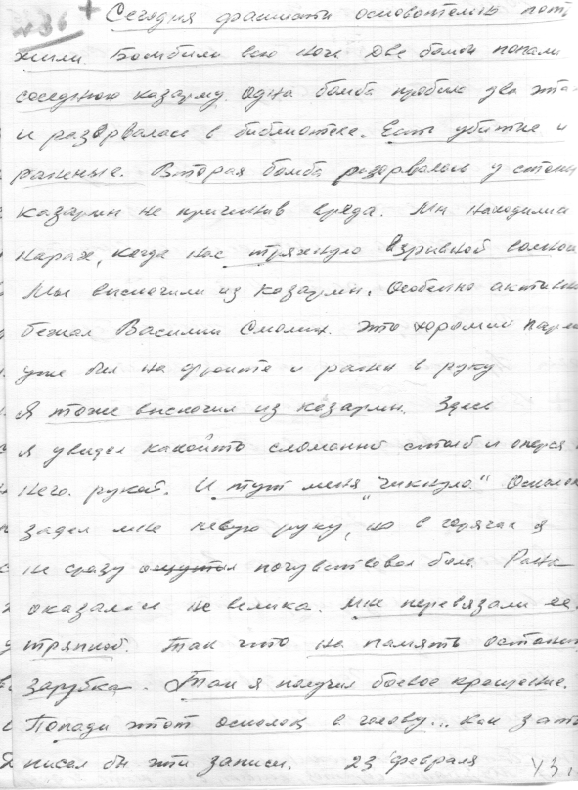 №36 + Сегодня фашисты основательно пот
жили. Бомбили всю ночь Две бомбы попали
соседнюю казарму. Одна бомба пробила два эта-
и разорвалась в библиотеке. Есть убитые и
раненые. Вторая бомба разорвалась у стены
казармы не причинив вреда. Мы находились
нарах, когда нас тряхнуло взрывной волной
Мы выскочили из казармы. Особенно активно
бежал Василий Смолин. Это хороший парень
уже был на фронте и ранен в руку
Я тоже выскочил из казармы. Здесь
я увидел какой-то сломанный столб и оперся
него рукой. И тут меня "чикнуло" Осколок
задел мне левую руку, но в горячах я
не сразу ощутил почувствовал боль. Рана
оказалась не велика. Мне перевязали ее
тряпкой. Так что на память останется
зарубка. Так я получил боевое крещение.
Попади этот осколок в голову... кои
писал бы эти записи. 23 февраля 43